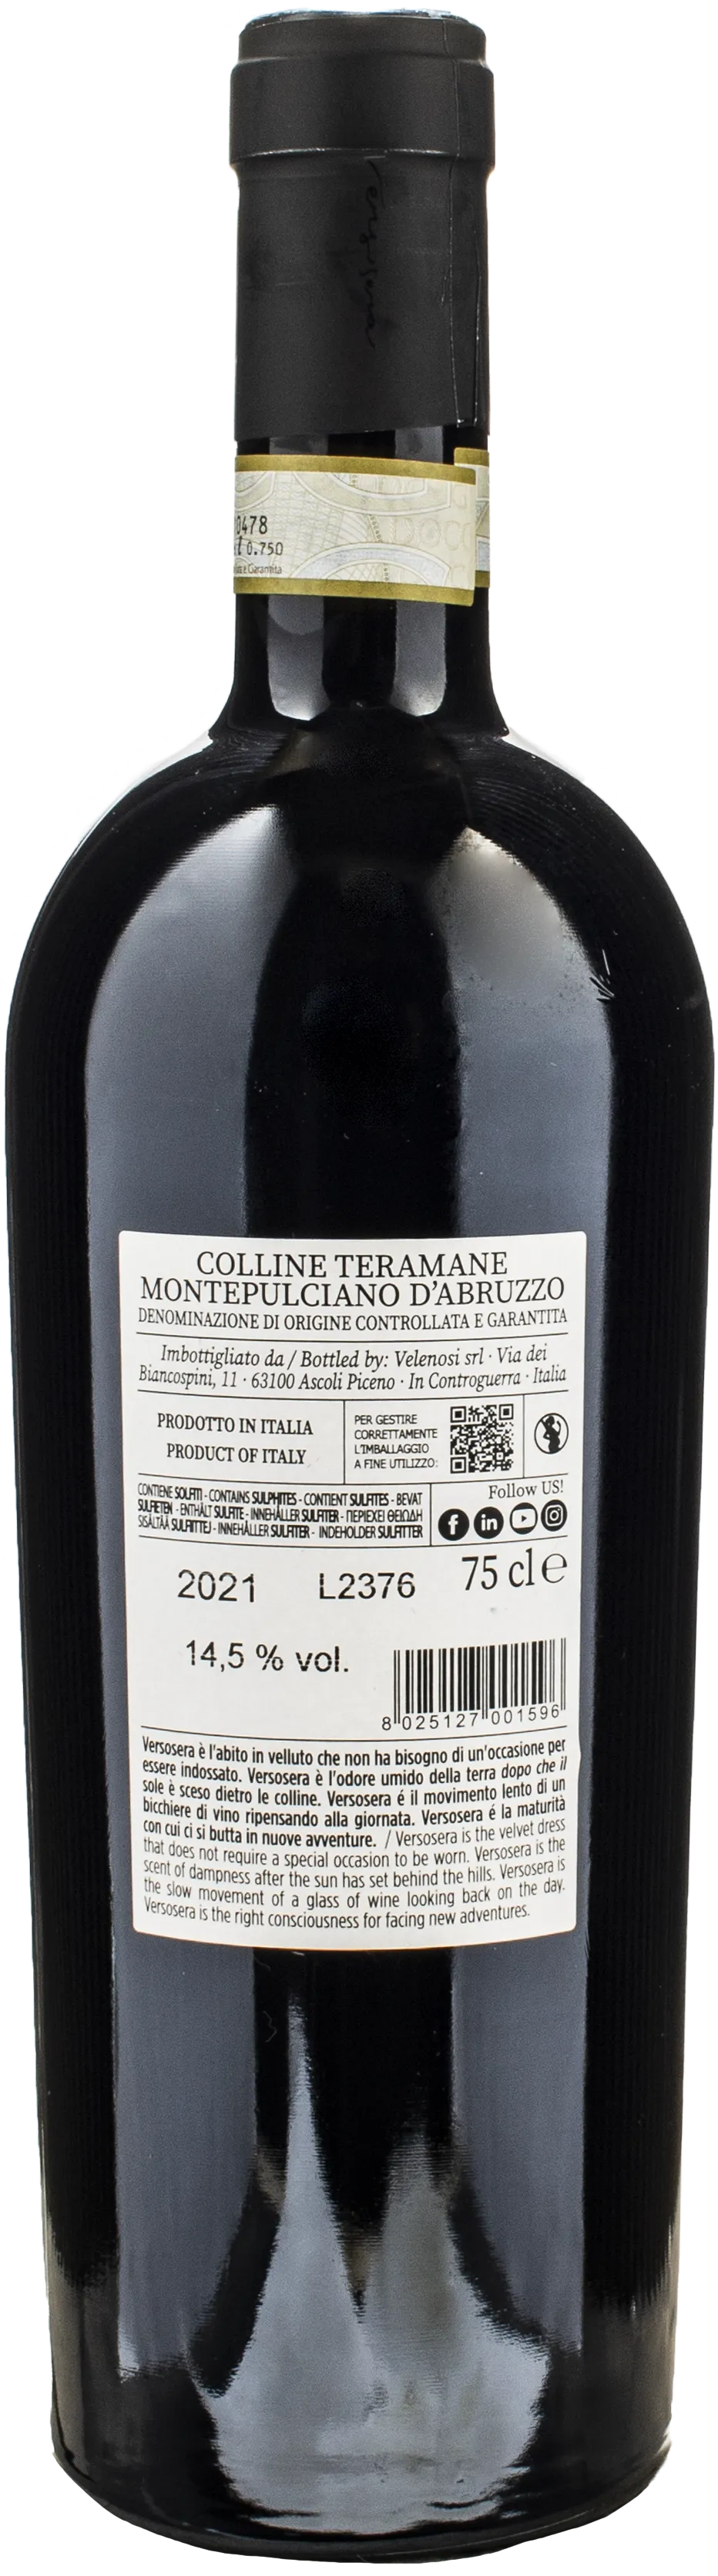 Versosera
0478
l 0.750
e Garantita
DOCG
COLLINE TERAMANE
MONTEPULCIANO D'ABRUZZO
DENOMINAZIONE DI ORIGINE CONTROLLATA E GARANTITA
Imbottigliato da / Bottled by: Velenosi srl · Via dei
Biancospini, 11 · 63100 Ascoli Piceno · In Controguerra · Italia
PRODOTTO IN ITALIA
PRODUCT OF ITALY
PER GESTIRE
CORRETTAMENTE
L'IMBALLAGGIO
A FINE UTILIZZO:
CONTIENE SOLFITI - CONTAINS SULPHITES - CONTIENT SULFITES - BEVAT
SULFIETEN - ENTHÄLT SULFITE - INNEHÅLLER SULFITER - ΠΕΡΙΕΧΕΙ ΘΕΙΩΔΗ
SISÄLTÄÄ SULFIITTEJ - INNEHÅLLER SULFITER - INDEHOLDER SULFITTER
Follow US!
f in
2021 L2376 75 cl e
14,5 % vol.
8 025127 001596
Versosera è l'abito in velluto che non ha bisogno di un'occasione per
essere indossato. Versosera è l'odore umido della terra dopo che il
sole è sceso dietro le colline. Versosera é il movimento lento di un
bicchiere di vino ripensando alla giornata. Versosera é la maturità
con cui ci si butta in nuove avventure. / Versosera is the velvet dress
that does not require a special occasion to be worn. Versosera is the
scent of dampness after the sun has set behind the hills. Versosera is
the slow movement of a glass of wine looking back on the day.
Versosera is the right consciousness for facing new adventures.